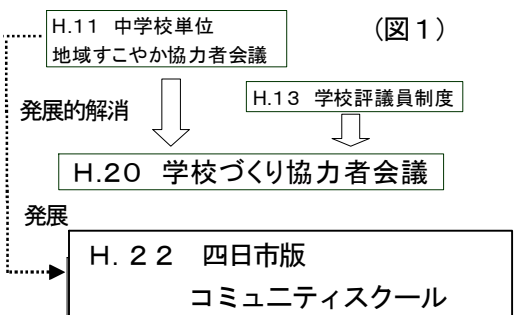 H.11 中学校単位
地域すこやか協力者会議
(図1)
発展的解消
H.13 学校評議員制度
H.20 学校づくり協力者会議
発展
H.22 四日市版
コミュニティスクール